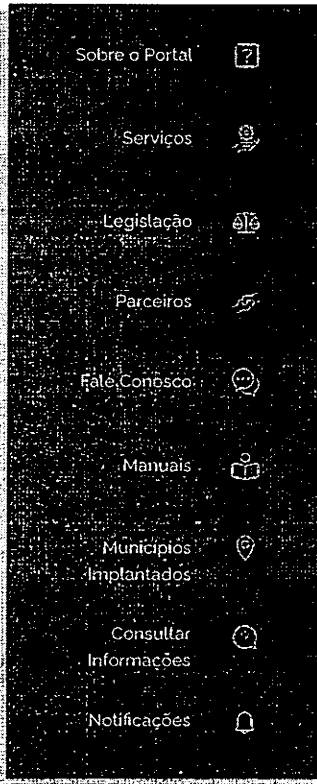 Sobre o Portal
Serviços
Legislação
Parceiros
Fale Conosco
Manuais
Municípios
Implantados
Consultar
Informações
Notificações